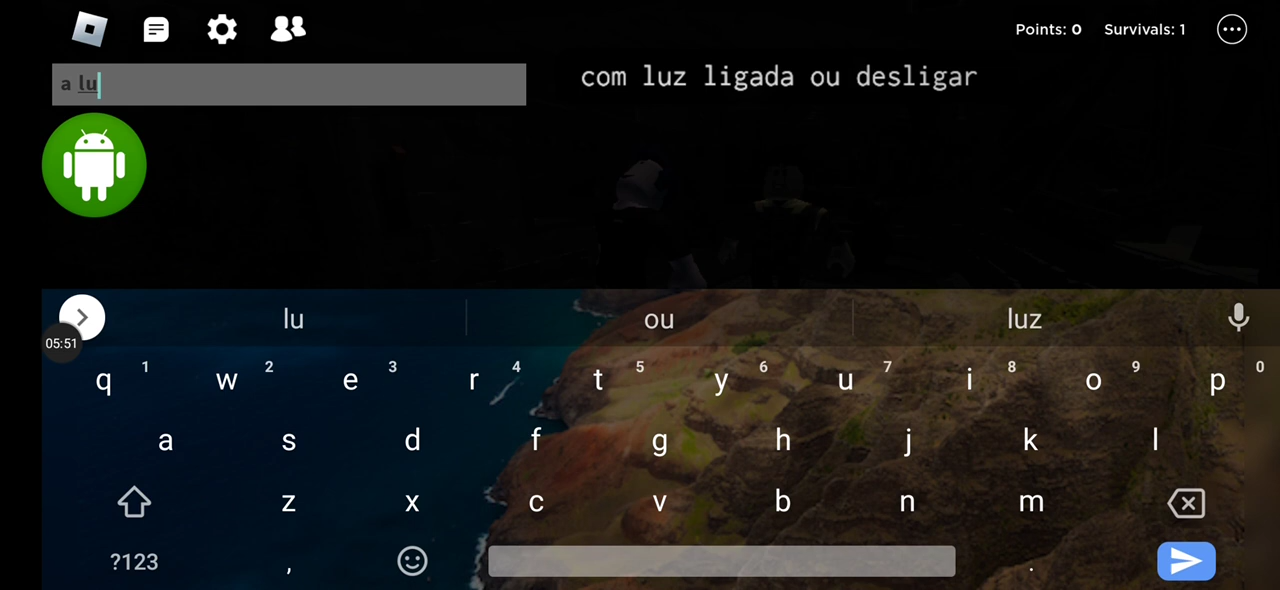 Points: 0 Survivals: 1
a lu
com luz ligada ou desligar
lu ou luz
05:51
1 2 3 4 5 6 7 8 9 0
q w e r t y u i o p
a s d f g h j k l
z x c v b n m
?123 , .